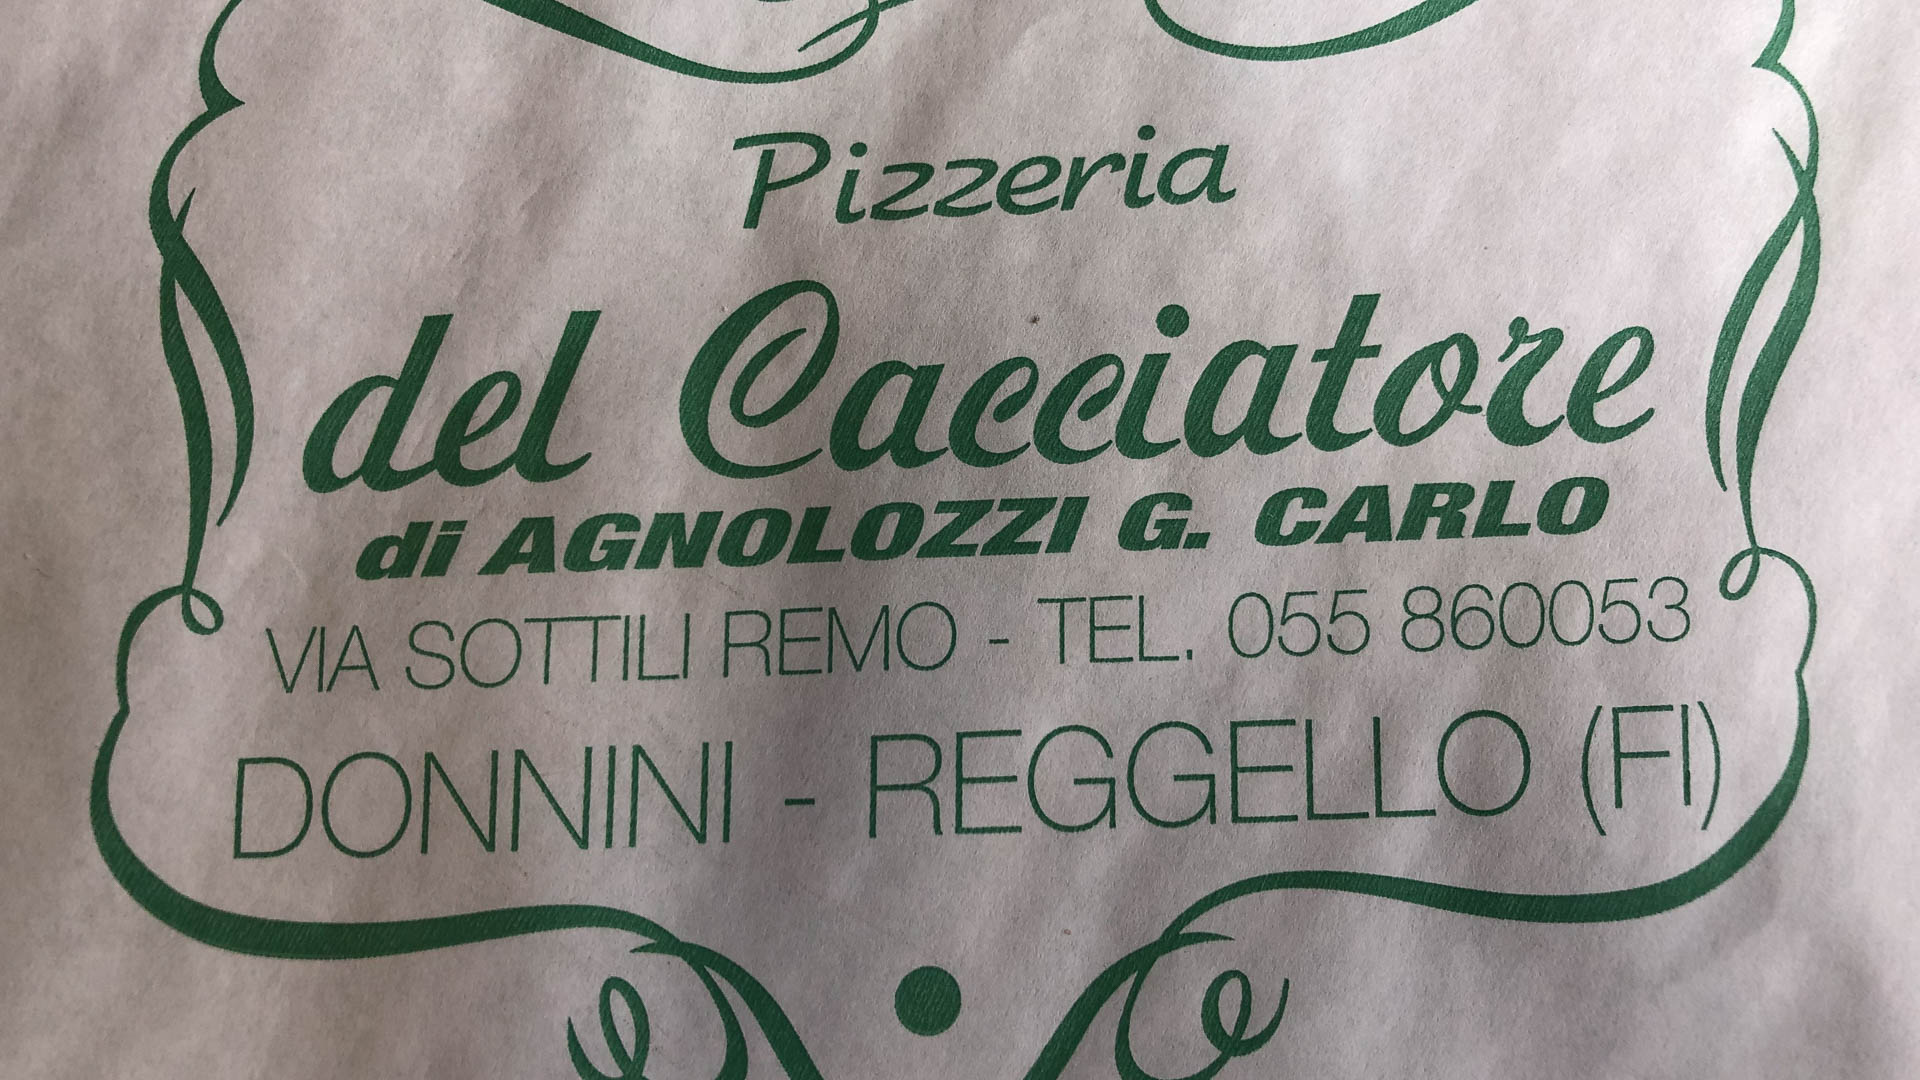 Pizzeria
del Cacciatore
di AGNOLOZZI G. CARLO
VIA SOTTILI REMO - TEL. 055 860053
DONNINI - REGGELLO (FI)